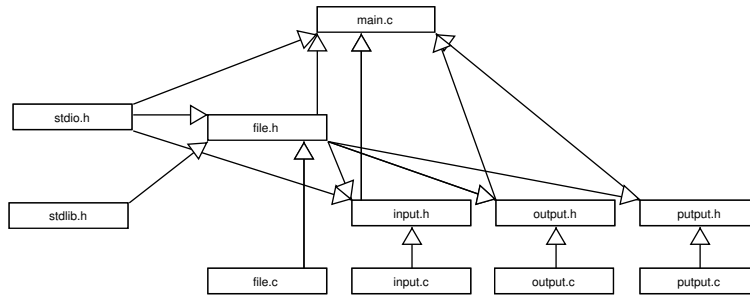 main.c
stdio.h
file.h
stdlib.h
input.h
output.h
putput.h
file.c
input.c
output.c
putput.c